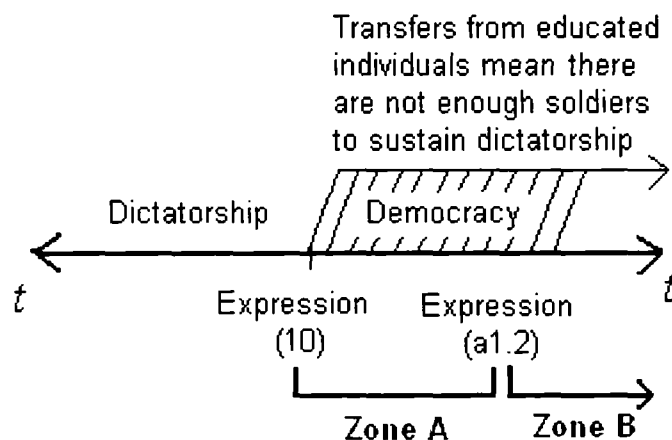 Transfers from educated
individuals mean there
are not enough soldiers
to sustain dictatorship
Dictatorship
Democracy
t
t
Expression
(10)
Expression
(a1.2)
Zone A
Zone B